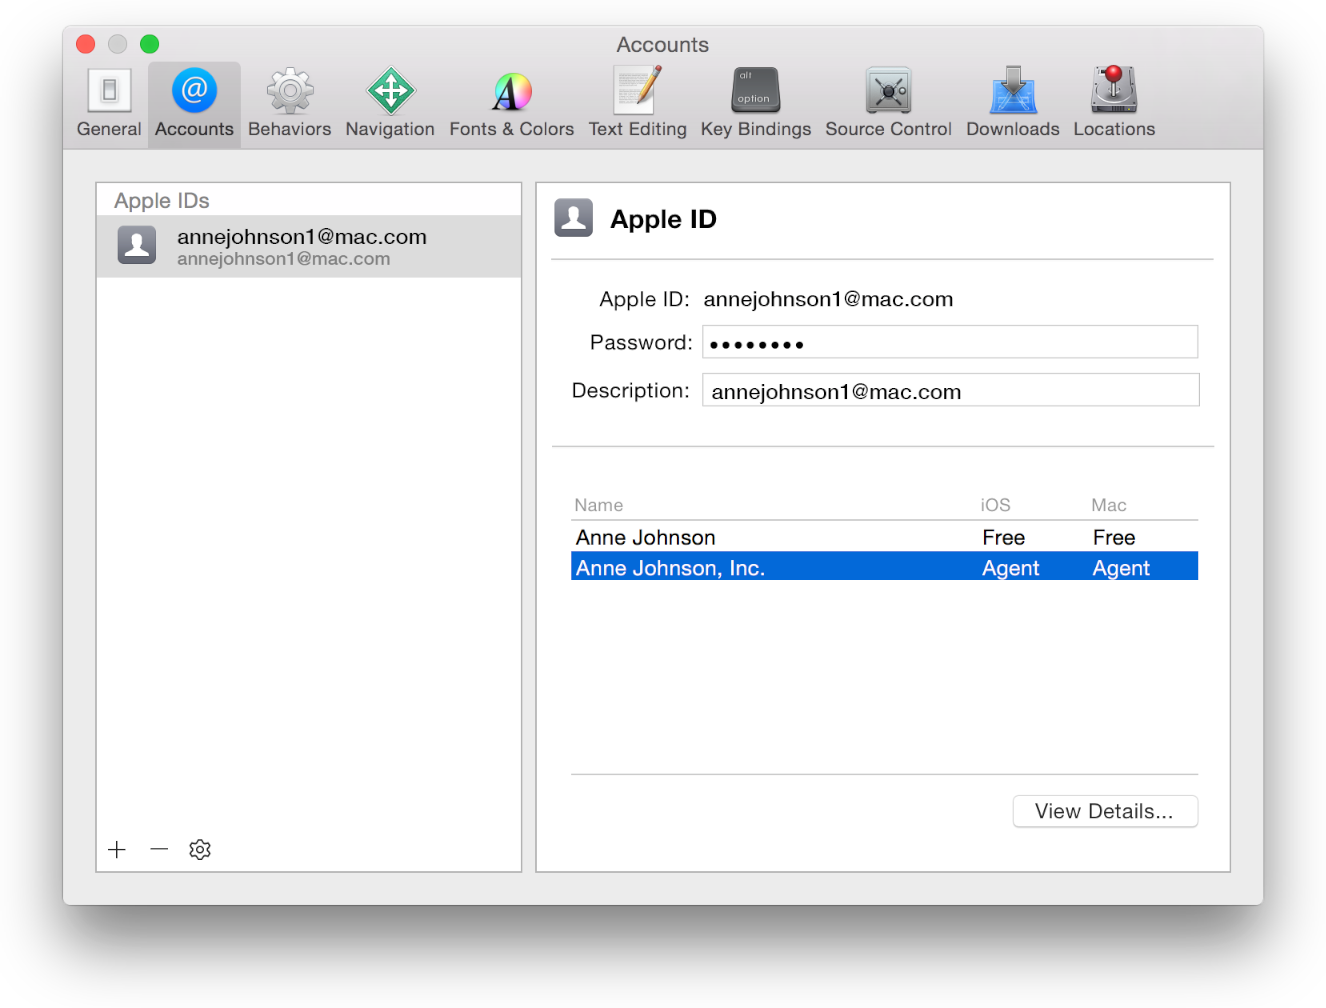 Accounts
alt
option
General Accounts Behaviors Navigation Fonts & Colors Text Editing Key Bindings Source Control Downloads Locations
Apple IDs
annejohnson1@mac.com
annejohnson1@mac.com
Apple ID
Apple ID: annejohnson1@mac.com
Password: ••••••••
Description: annejohnson1@mac.com
Name iOS Mac
Anne Johnson Free Free
Anne Johnson, Inc. Agent Agent
View Details...